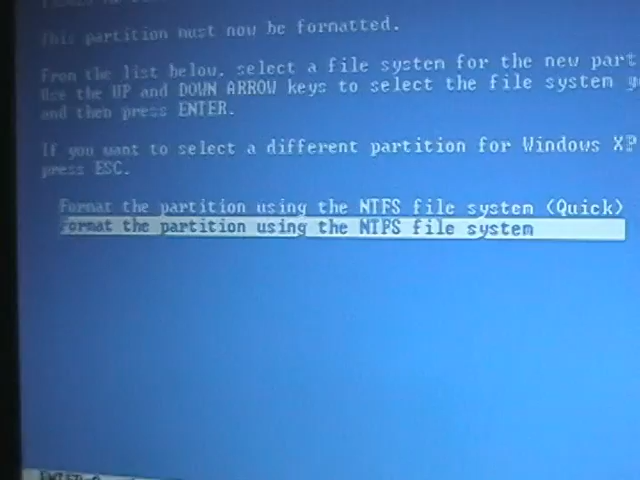 This partition must now be formatted.
From the list below, select a file system for the new part
Use the UP and DOWN ARROW keys to select the file system y
and then press ENTER.
If you want to select a different partition for Windows XP
press ESC.
Format the partition using the NTFS file system (Quick)
Format the partition using the NTFS file system